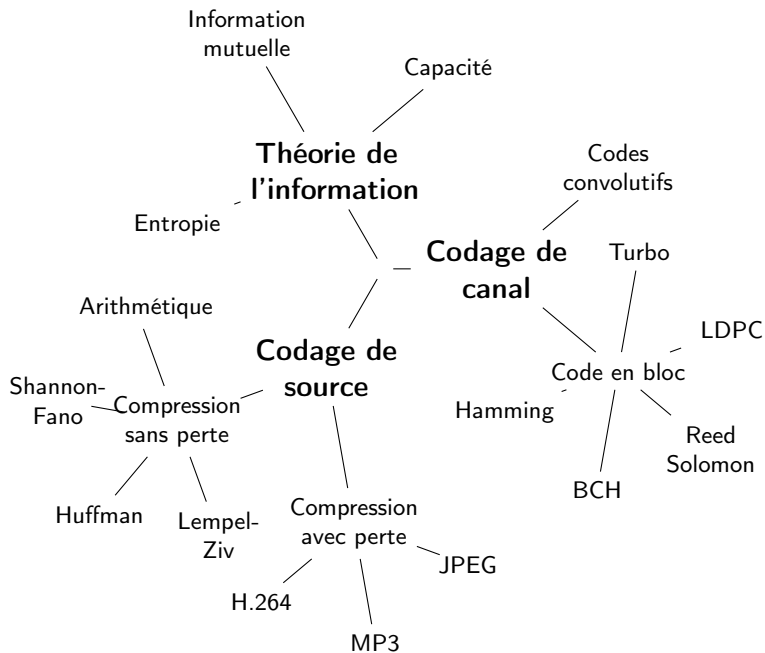 Information
mutuelle
Capacité
Théorie de
l'information
Entropie
Codes
convolutifs
Codage de
canal
Turbo
LDPC
Code en bloc
Hamming
Reed
Solomon
BCH
Codage de
source
Arithmétique
Shannon-
Fano
Compression
sans perte
Huffman
Lempel-
Ziv
Compression
avec perte
JPEG
H.264
MP3